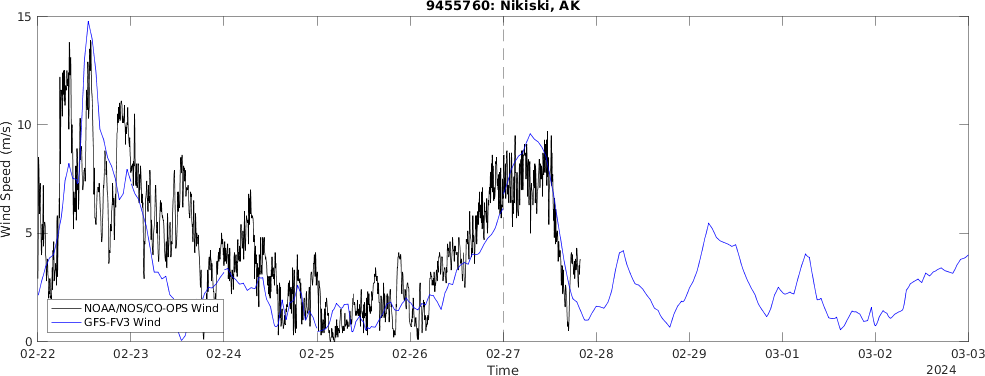 9455760: Nikiski, AK
15
10
5
0
Wind Speed (m/s)
NOAA/NOS/CO-OPS Wind
GFS-FV3 Wind
02-22 02-23 02-24 02-25 02-26 02-27 02-28 02-29 03-01 03-02 03-03
Time
2024